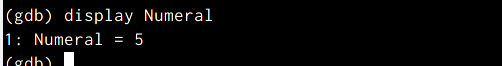 (gdb) display Numeral
1: Numeral = 5
(gdb)